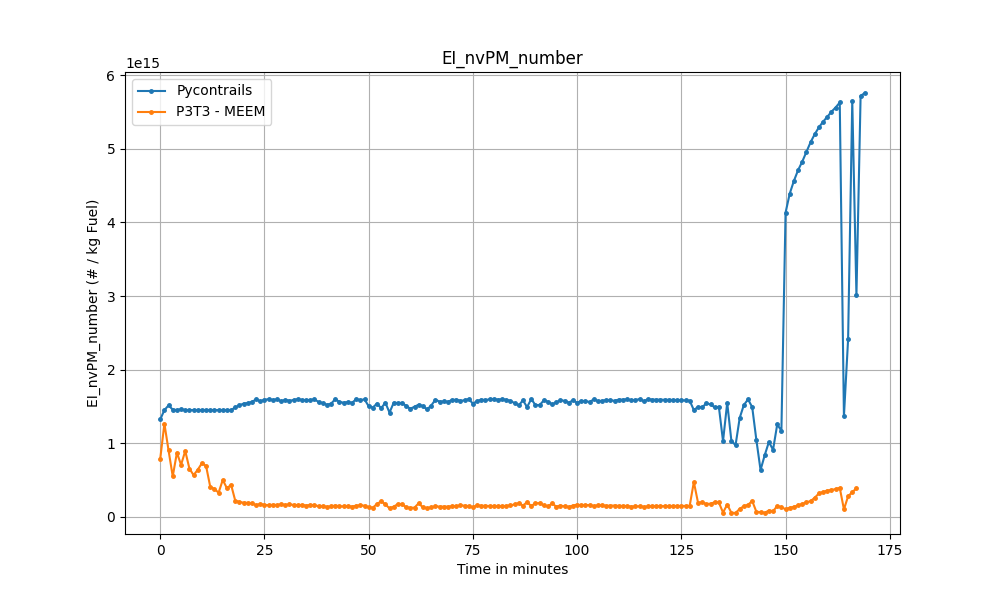 EI_nvPM_number
1e15
Pycontrails
P3T3 - MEEM
EI_nvPM_number (# / kg Fuel)
6
5
4
3
2
1
0
0 25 50 75 100 125 150 175
Time in minutes